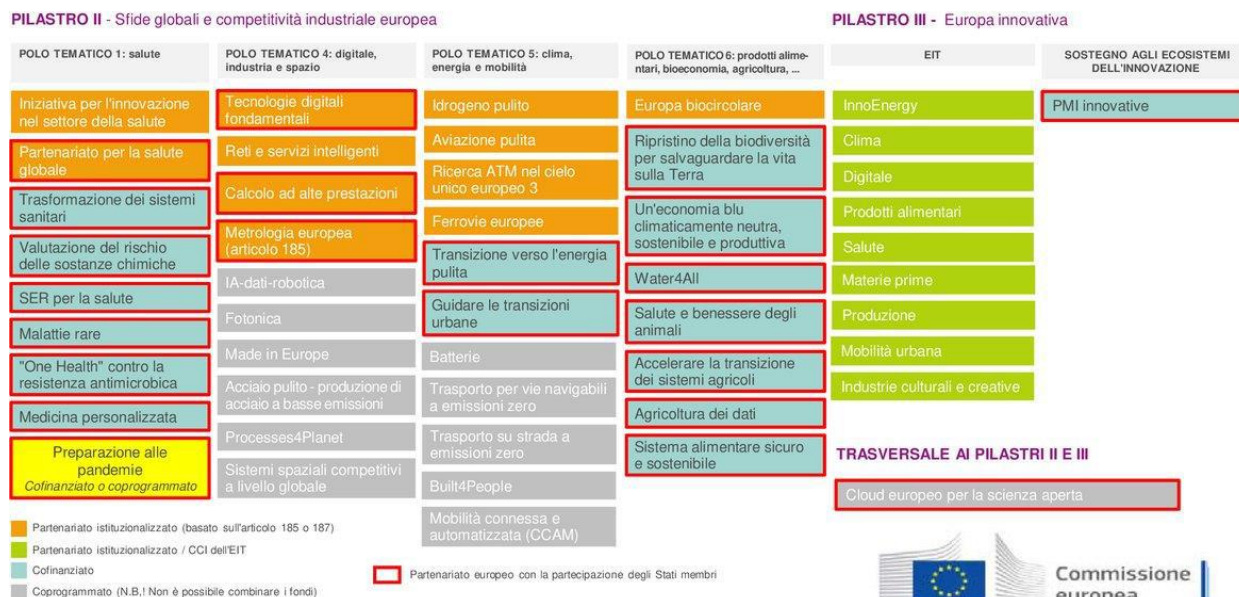 PILASTRO II - Sfide globali e competitività industriale europea
POLO TEMATICO 1: salute
Iniziativa per l'innovazione
nel settore della salute
Partenariato per la salute
globale
Trasformazione dei sistemi
sanitari
Valutazione del rischio
delle sostanze chimiche
SER per la salute
Malattie rare
"One Health" contro la
resistenza antimicrobica
Medicina personalizzata
Preparazione alle
pandemie
Cofinanziato o coprogrammato
POLO TEMATICO 4: digitale,
industria e spazio
Tecnologie digitali
fondamentali
Reti e servizi intelligenti
Calcolo ad alte prestazioni
Metrologia europea
(articolo 185)
IA-dati-robotica
Fotonica
Made in Europe
Acciaio pulito - produzione di
acciaio a basse emissioni
Processes4Planet
Sistemi spaziali competitivi
a livello globale
POLO TEMATICO 5: clima,
energia e mobilità
Idrogeno pulito
Aviazione pulita
Ricerca ATM nel cielo
unico europeo 3
Ferrovie europee
Transizione verso l'energia
pulita
Guidare le transizioni
urbane
Batterie
Trasporto per vie navigabili
a emissioni zero
Trasporto su strada a
emissioni zero
Built4People
Mobilità connessa e
automatizzata (CCAM)
POLO TEMATICO 6: prodotti alime-
ntari, bioeconomia, agricoltura, ...
Europa biocircolare
Ripristino della biodiversità
per salvaguardare la vita
sulla Terra
Un'economia blu
climaticamente neutra,
sostenibile e produttiva
Water4All
Salute e benessere degli
animali
Accelerare la transizione
dei sistemi agricoli
Agricoltura dei dati
Sistema alimentare sicuro
e sostenibile
PILASTRO III - Europa innovativa
EIT
InnoEnergy
Clima
Digitale
Prodotti alimentari
Salute
Materie prime
Produzione
Mobilità urbana
Industrie culturali e creative
SOSTEGNO AGLI ECOSISTEMI
DELL'INNOVAZIONE
PMI innovative
TRASVERSALE AI PILASTRI II E III
Cloud europeo per la scienza aperta
Partenariato istituzionalizzato (basato sull'articolo 185 o 187)
Partenariato istituzionalizzato / CCI dell'EIT
Cofinanziato
Coprogrammato (N.B.! Non è possibile combinare i fondi)
Partenariato europeo con la partecipazione degli Stati membri
Commissione
europea